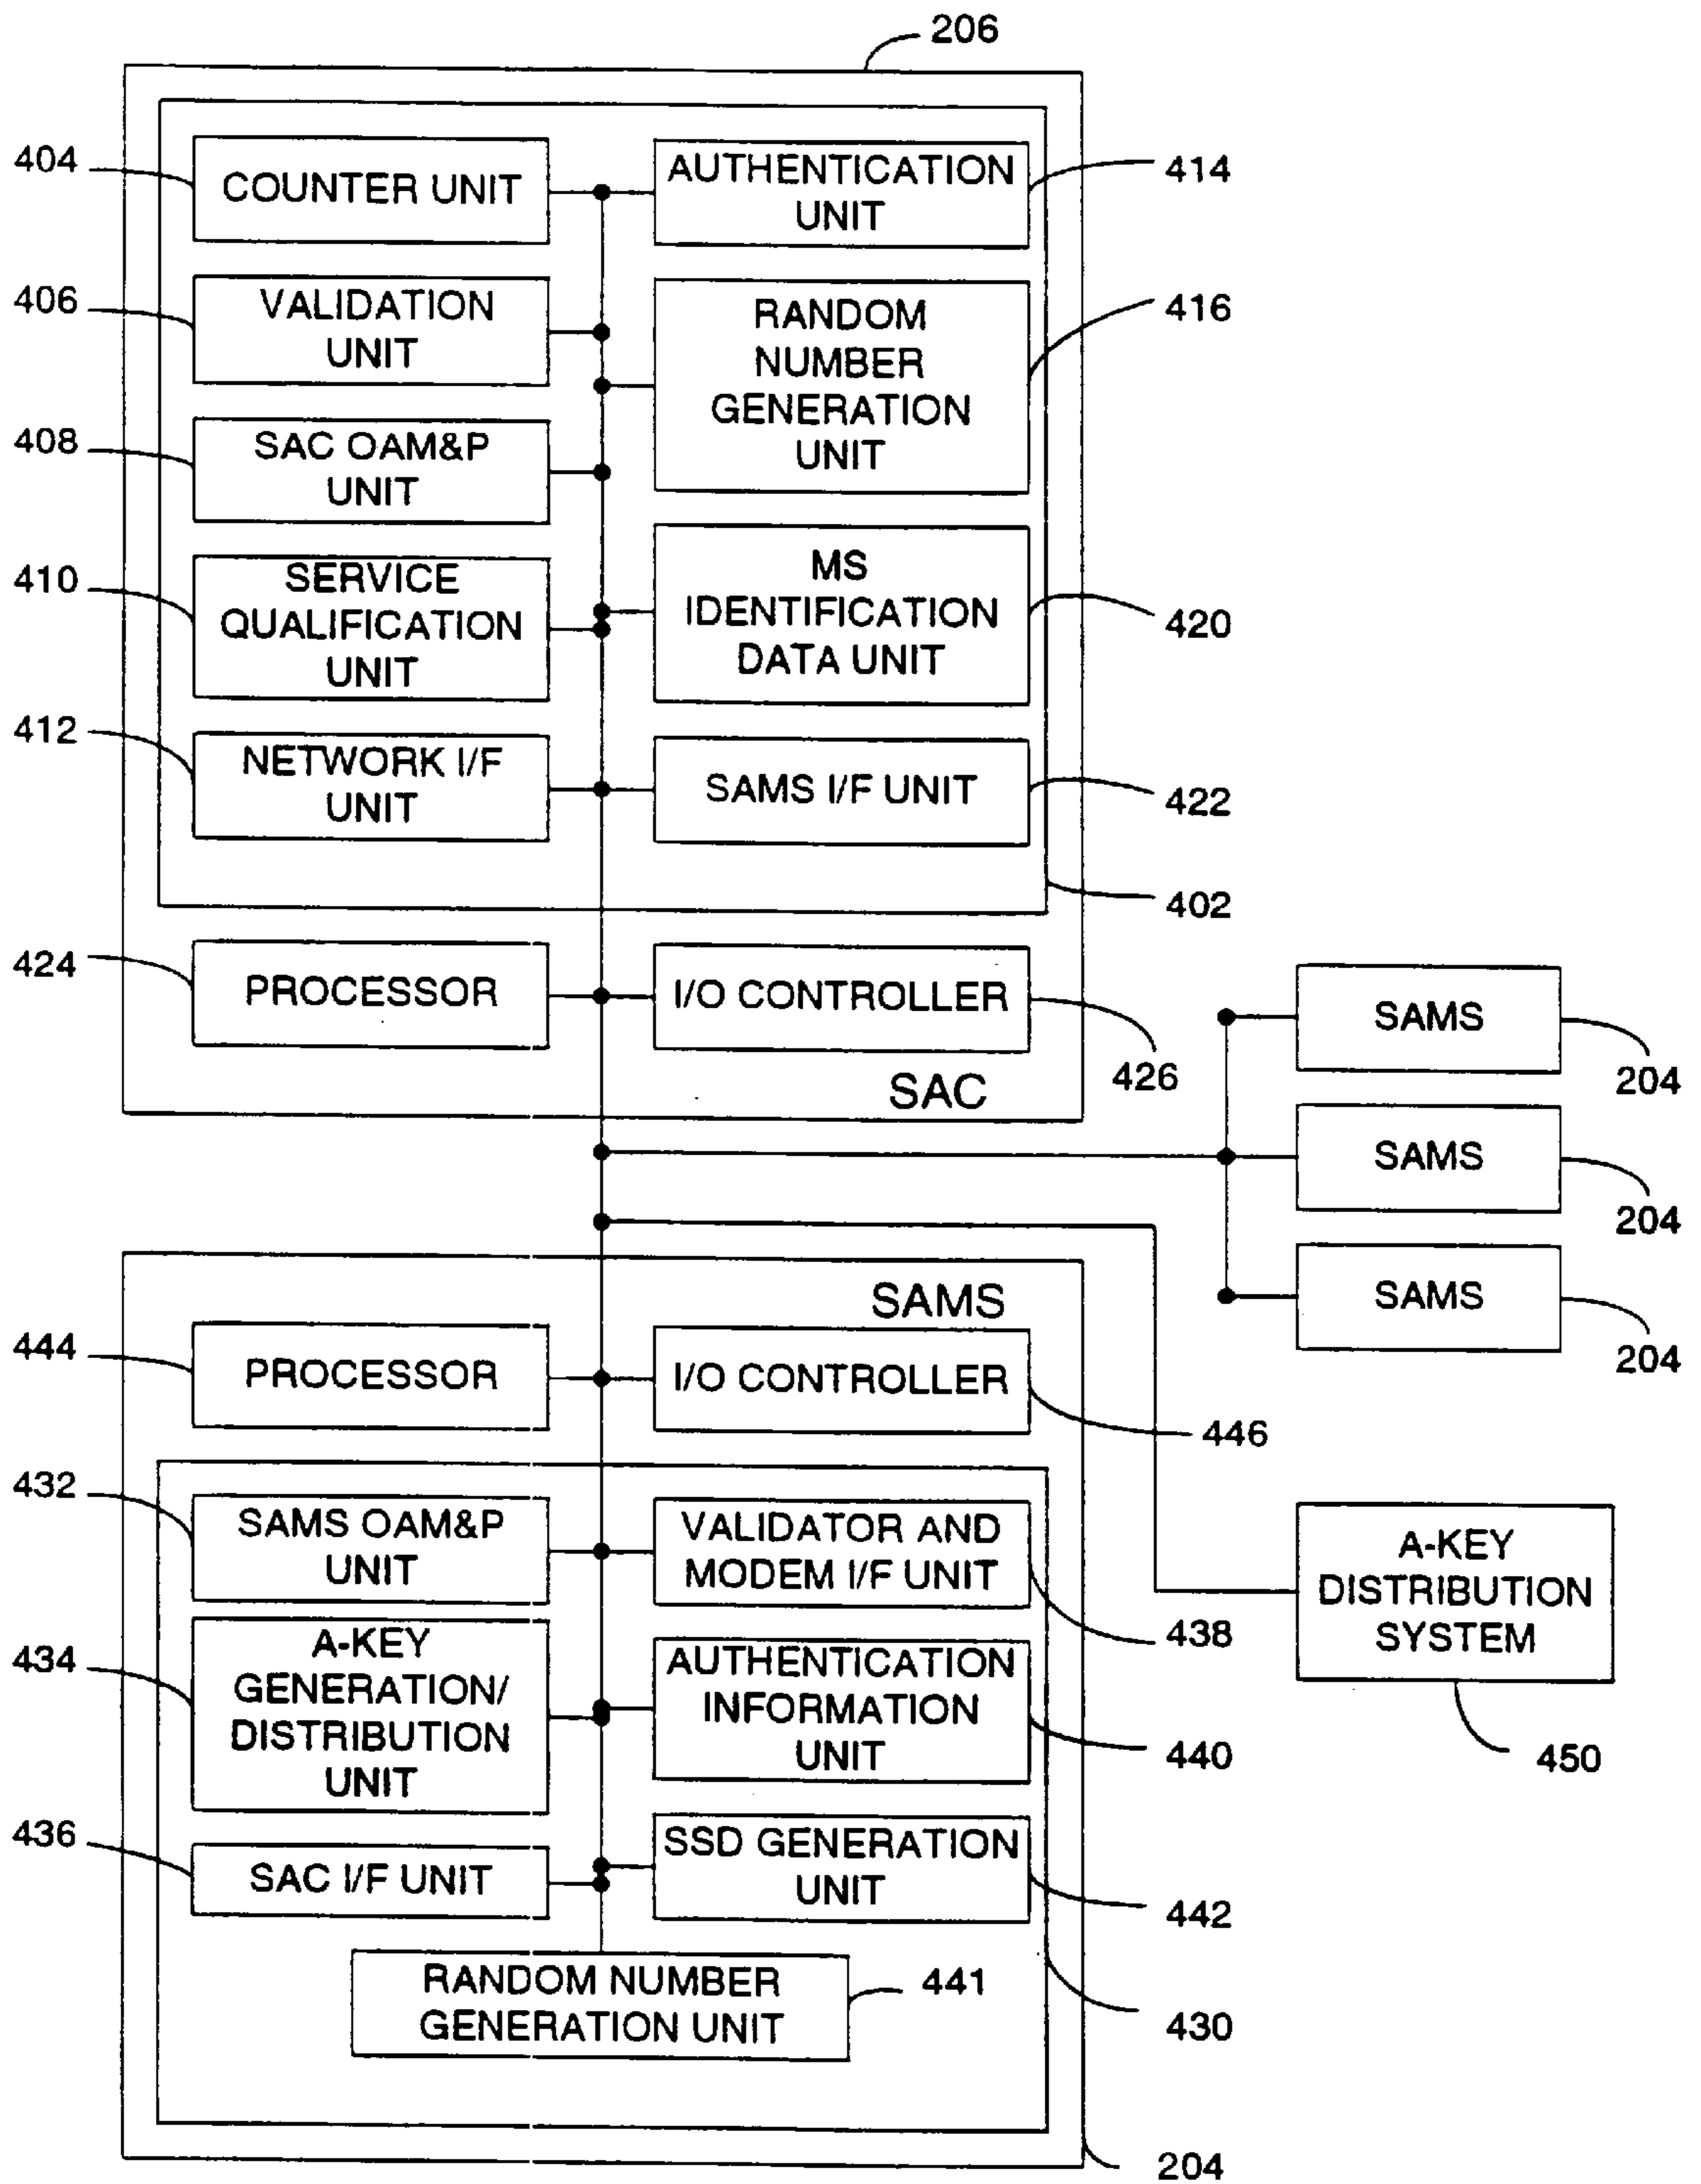 206
404
COUNTER UNIT
AUTHENTICATION
UNIT
414
406
VALIDATION
UNIT
RANDOM
NUMBER
GENERATION
UNIT
416
408
SAC OAM&P
UNIT
410
SERVICE
QUALIFICATION
UNIT
MS
IDENTIFICATION
DATA UNIT
420
412
NETWORK I/F
UNIT
SAMS I/F UNIT
422
402
424
PROCESSOR
I/O CONTROLLER
426
SAC
SAMS
204
SAMS
204
SAMS
204
SAMS
444
PROCESSOR
I/O CONTROLLER
446
432
SAMS OAM&P
UNIT
VALIDATOR AND
MODEM I/F UNIT
438
434
A-KEY
GENERATION/
DISTRIBUTION
UNIT
AUTHENTICATION
INFORMATION
UNIT
440
A-KEY
DISTRIBUTION
SYSTEM
450
436
SAC I/F UNIT
SSD GENERATION
UNIT
442
RANDOM NUMBER
GENERATION UNIT
441
430
204